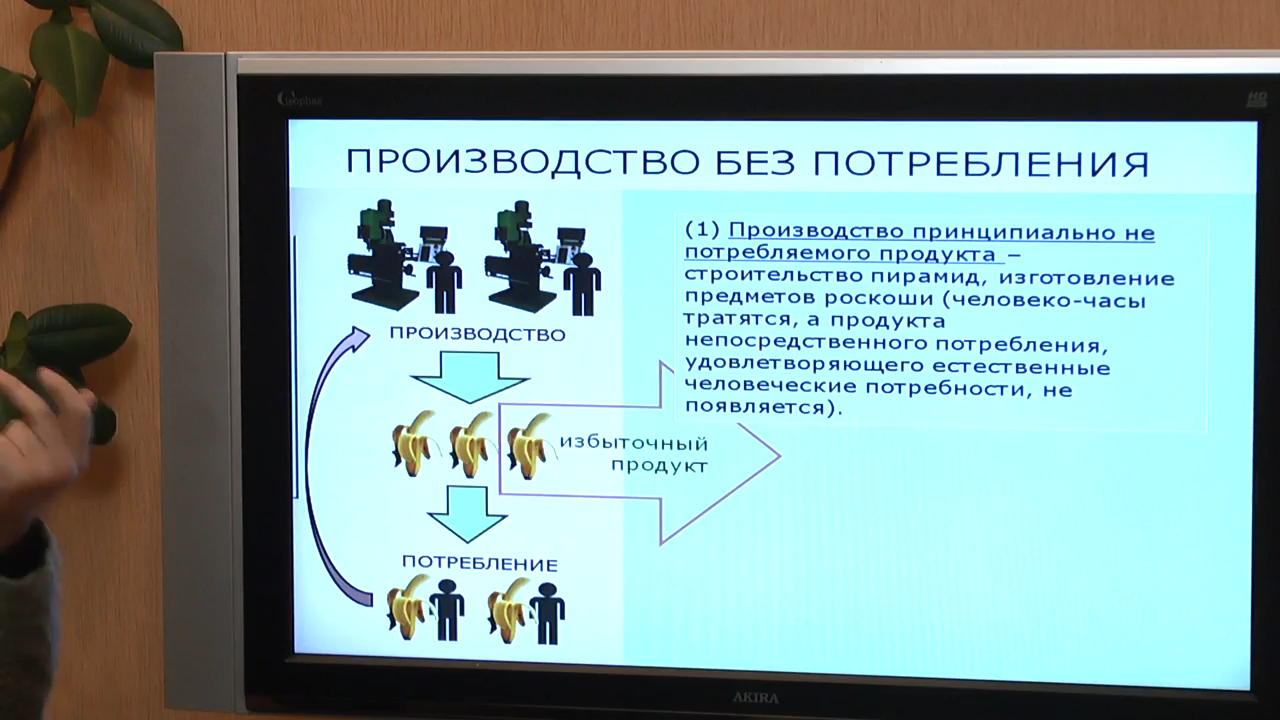 HD
ПРОИЗВОДСТВО БЕЗ ПОТРЕБЛЕНИЯ
(1) Производство принципиально не
потребляемого продукта –
строительство пирамид, изготовление
предметов роскоши (человеко-часы
тратятся, а продукта
непосредственного потребления,
удовлетворяющего естественные
человеческие потребности, не
появляется).
ПРОИЗВОДСТВО
избыточный
продукт
ПОТРЕБЛЕНИЕ
AKIRA